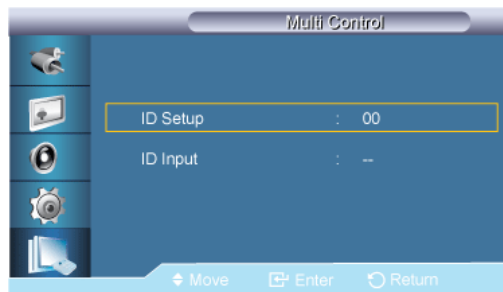 Multi Control
ID Setup : 00
ID Input : --
Move Enter Return